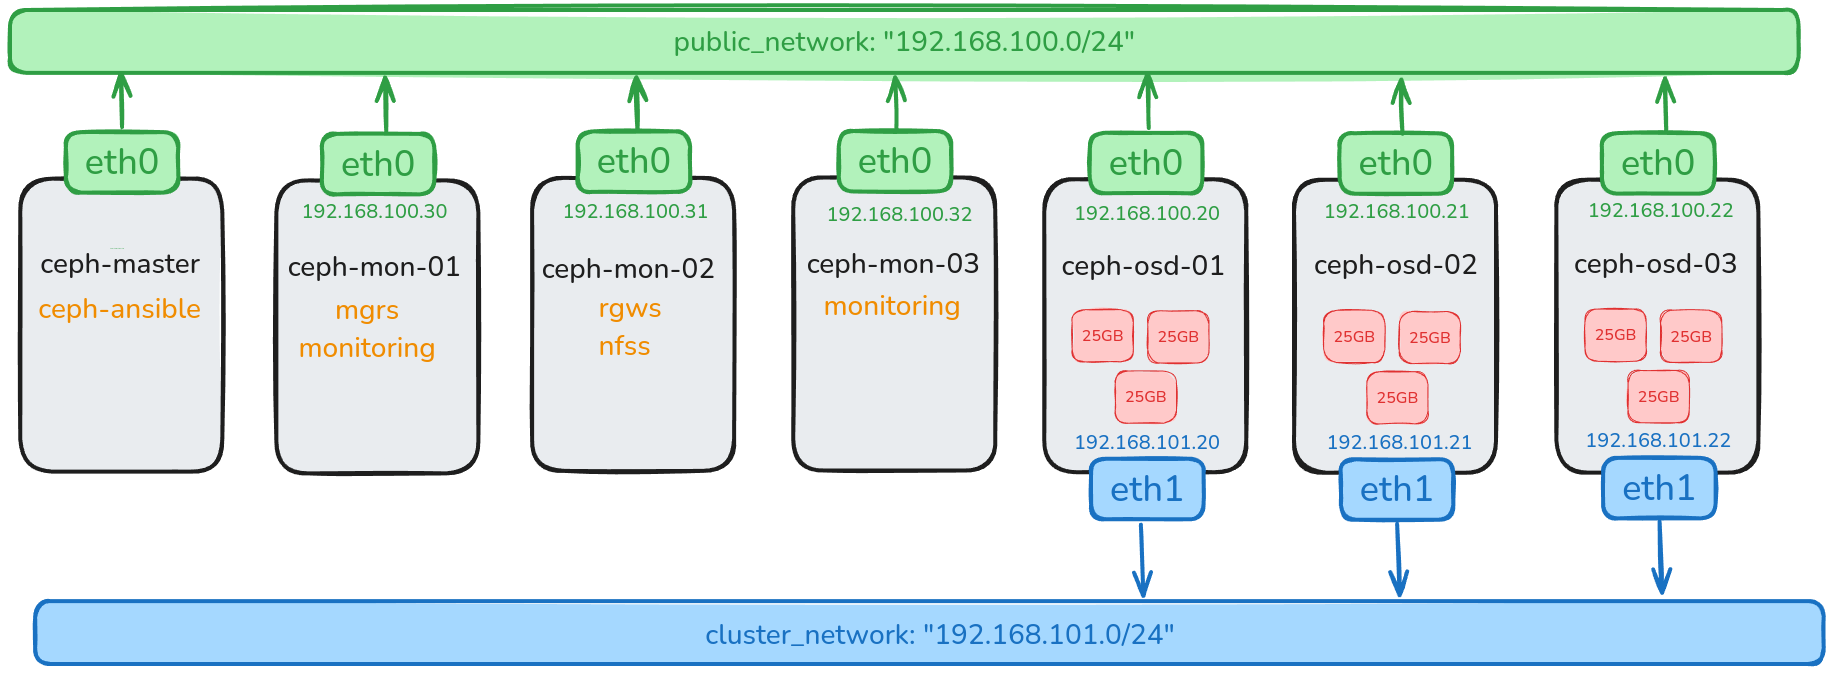 public_network: "192.168.100.0/24"
eth0
eth0
eth0
eth0
eth0
eth0
eth0
192.168.100.30
192.168.100.31
192.168.100.32
192.168.100.20
192.168.100.21
192.168.100.22
ceph-master
ceph-ansible
ceph-mon-01
mgrs
monitoring
ceph-mon-02
rgws
nfss
ceph-mon-03
monitoring
ceph-osd-01
25GB
25GB
25GB
192.168.101.20
ceph-osd-02
25GB
25GB
25GB
192.168.101.21
ceph-osd-03
25GB
25GB
25GB
192.168.101.22
eth1
eth1
eth1
cluster_network: "192.168.101.0/24"